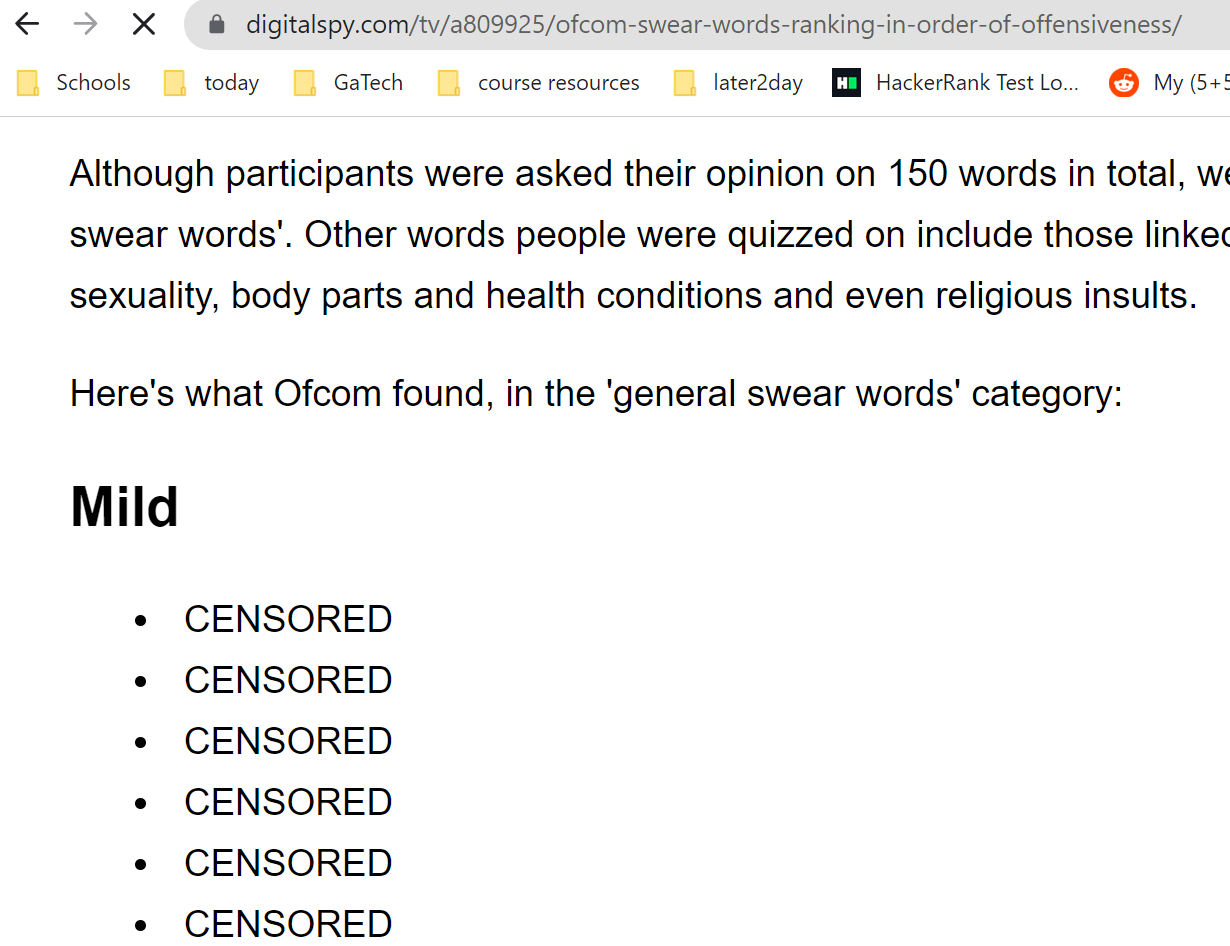 digitalspy.com/tv/a809925/ofcom-swear-words-ranking-in-order-of-offensiveness/
Schools today GaTech course resources later2day HackerRank Test Lo... My (5+5
Although participants were asked their opinion on 150 words in total, we
swear words'. Other words people were quizzed on include those linked
sexuality, body parts and health conditions and even religious insults.
Here's what Ofcom found, in the 'general swear words' category:
Mild
• CENSORED
• CENSORED
• CENSORED
• CENSORED
• CENSORED
• CENSORED